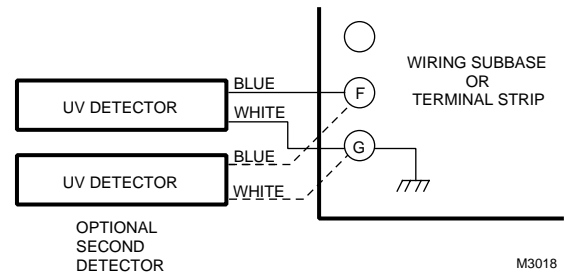 WIRING SUBBASE
OR
TERMINAL STRIP
BLUE
F
UV DETECTOR
WHITE
G
BLUE
UV DETECTOR
WHITE
OPTIONAL
SECOND
DETECTOR
M3018